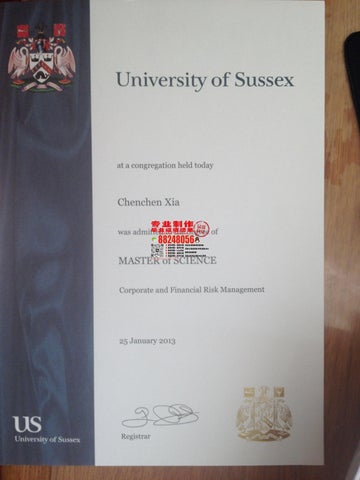 University of Sussex
at a congregation held today
Chenchen Xia
was admitted of
专业制作
88248056
MASTER of SCIENCE
Corporate and Financial Risk Management
25 January 2013
US
University of Sussex
Registrar